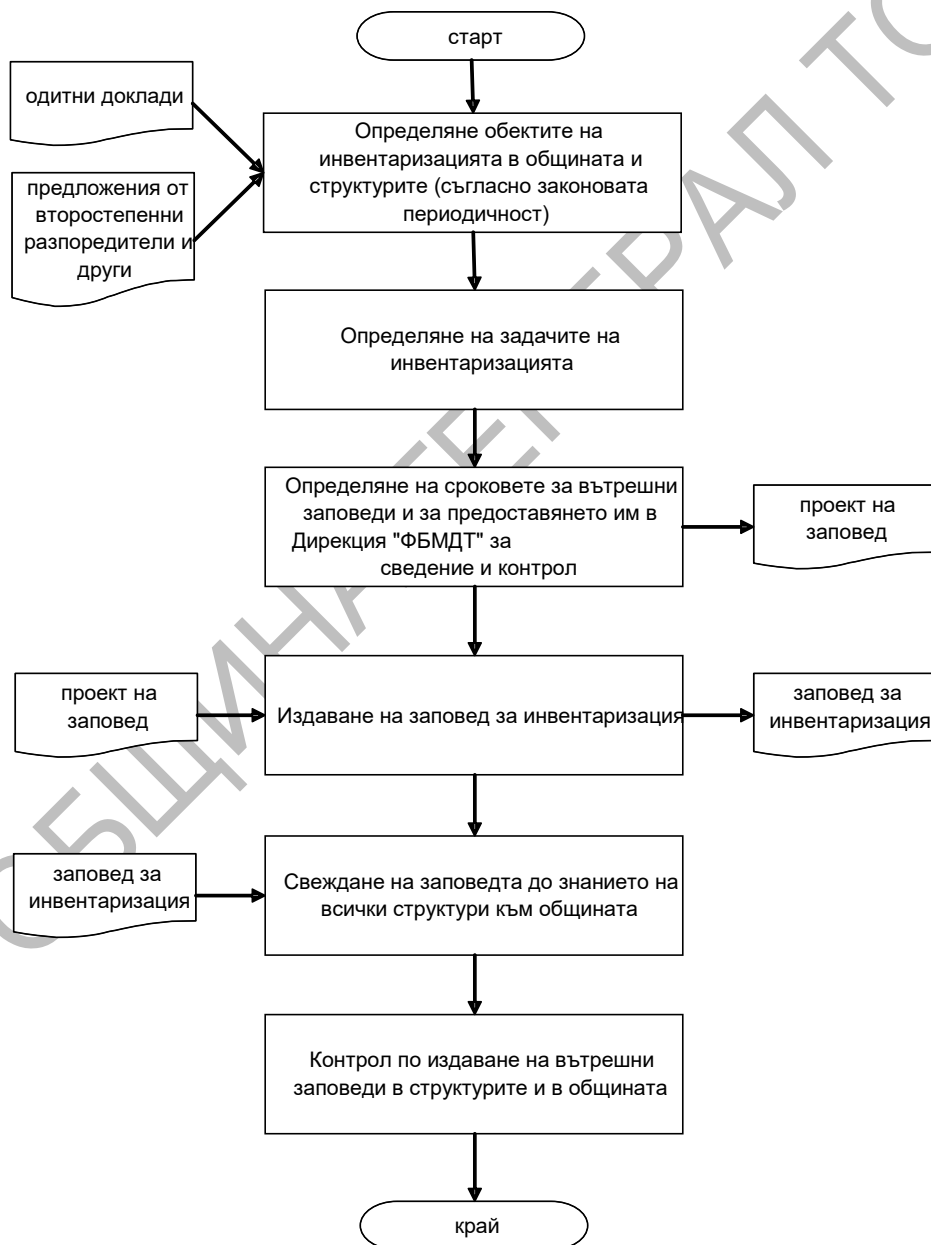 старт
одитни доклади
Определяне обектите на
инвентаризацията в общината и
структурите (съгласно законовата
периодичност)
предложения от
второстепенни
разпоредители и
други
Определяне на задачите на
инвентаризацията
Определяне на сроковете за вътрешни
заповеди и за предоставянето им в
Дирекция "ФБМДТ" за
сведение и контрол
проект на
заповед
проект на
заповед
Издаване на заповед за инвентаризация
заповед за
инвентаризация
заповед за
инвентаризация
Свеждане на заповедта до знанието на
всички структури към общината
Контрол по издаване на вътрешни
заповеди в структурите и в общината
край
ОБЩИНА ГЕНЕРАЛ ТО